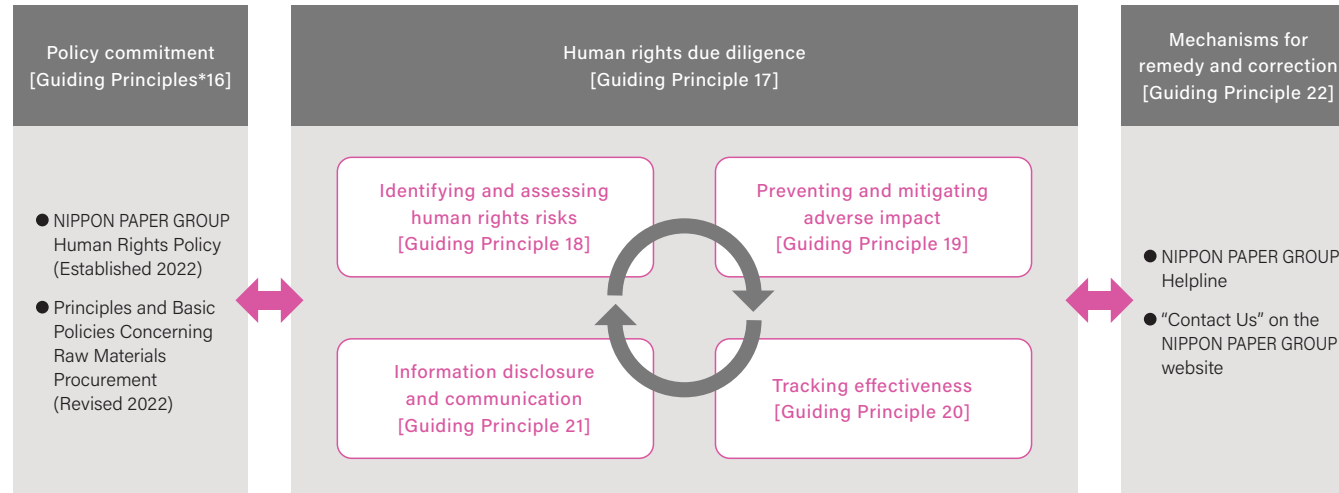 Policy commitment
[Guiding Principles*16]
● NIPPON PAPER GROUP
Human Rights Policy
(Established 2022)
● Principles and Basic
Policies Concerning
Raw Materials
Procurement
(Revised 2022)
Human rights due diligence
[Guiding Principle 17]
Identifying and assessing
human rights risks
[Guiding Principle 18]
Preventing and mitigating
adverse impact
[Guiding Principle 19]
Information disclosure
and communication
[Guiding Principle 21]
Tracking effectiveness
[Guiding Principle 20]
Mechanisms for
remedy and correction
[Guiding Principle 22]
● NIPPON PAPER GROUP
Helpline
● “Contact Us” on the
NIPPON PAPER GROUP
website